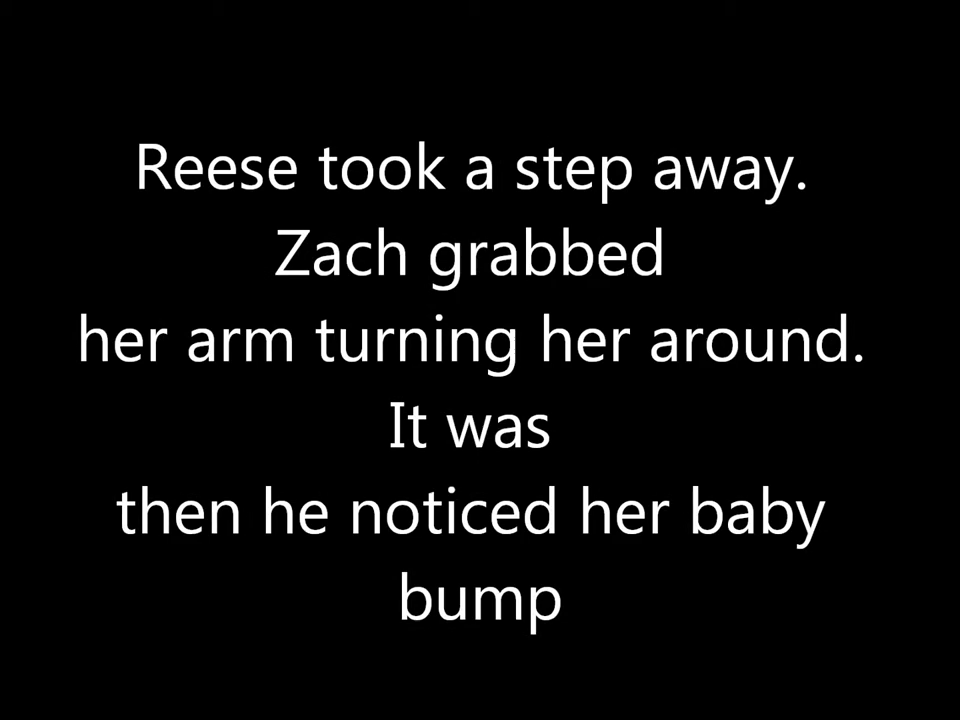 Reese took a step away.
Zach grabbed
her arm turning her around.
It was
then he noticed her baby
bump